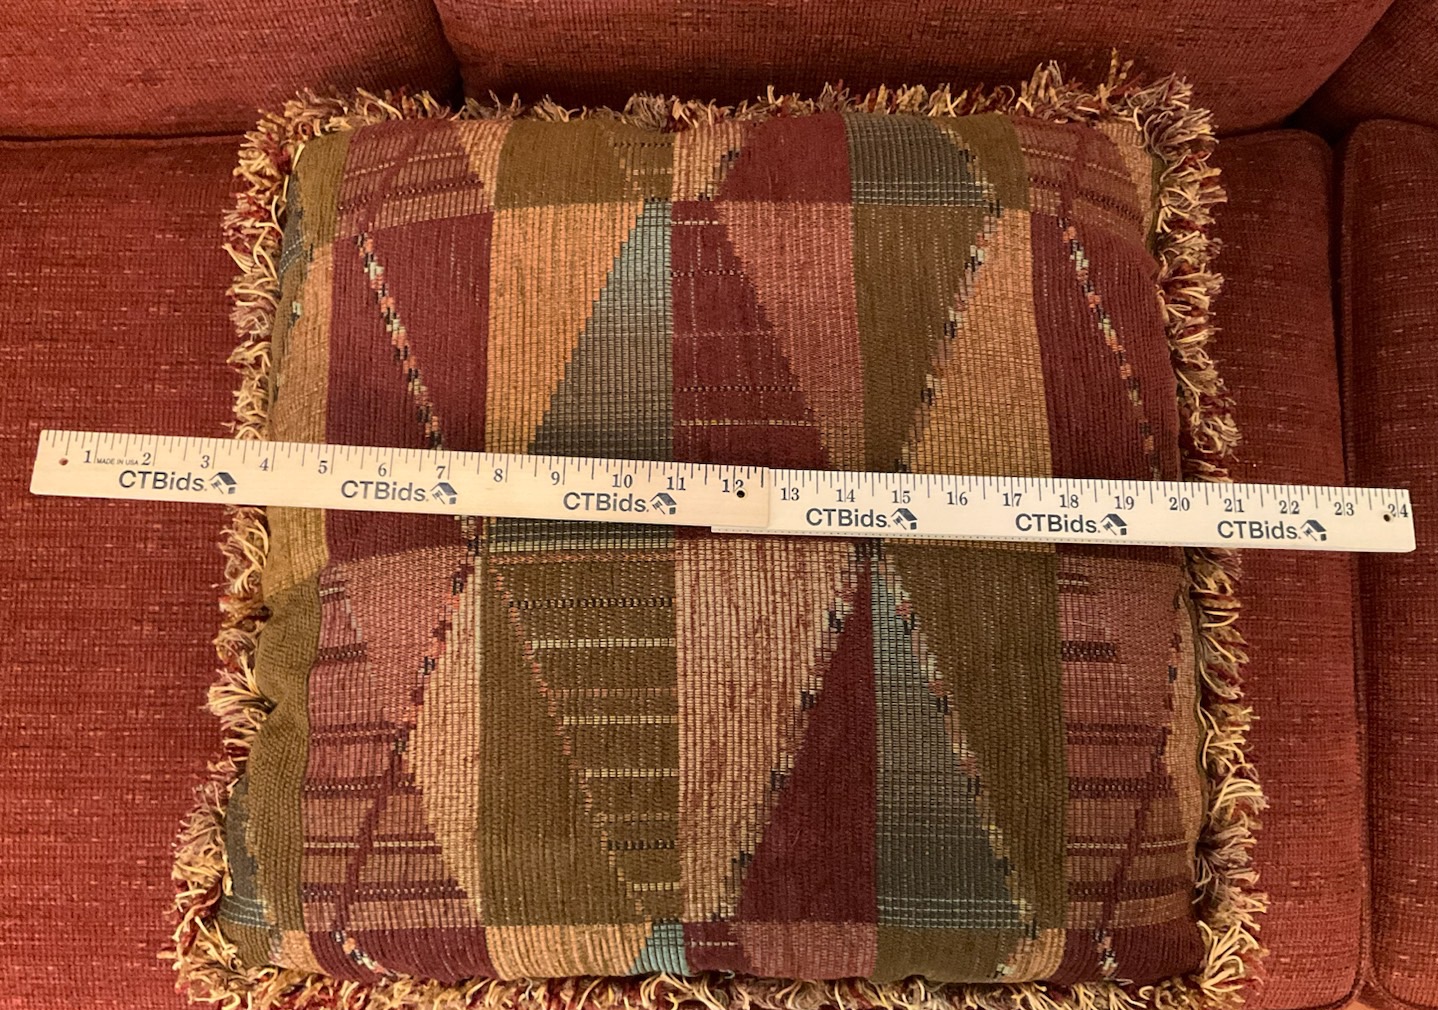 1 MADE IN USA 2 3 4 5 6 7 8 9 10 11 12 13 14 15 16 17 18 19 20 21 22 23 24
CTBids. CTBids. CTBids. CTBids. CTBids. CTBids.